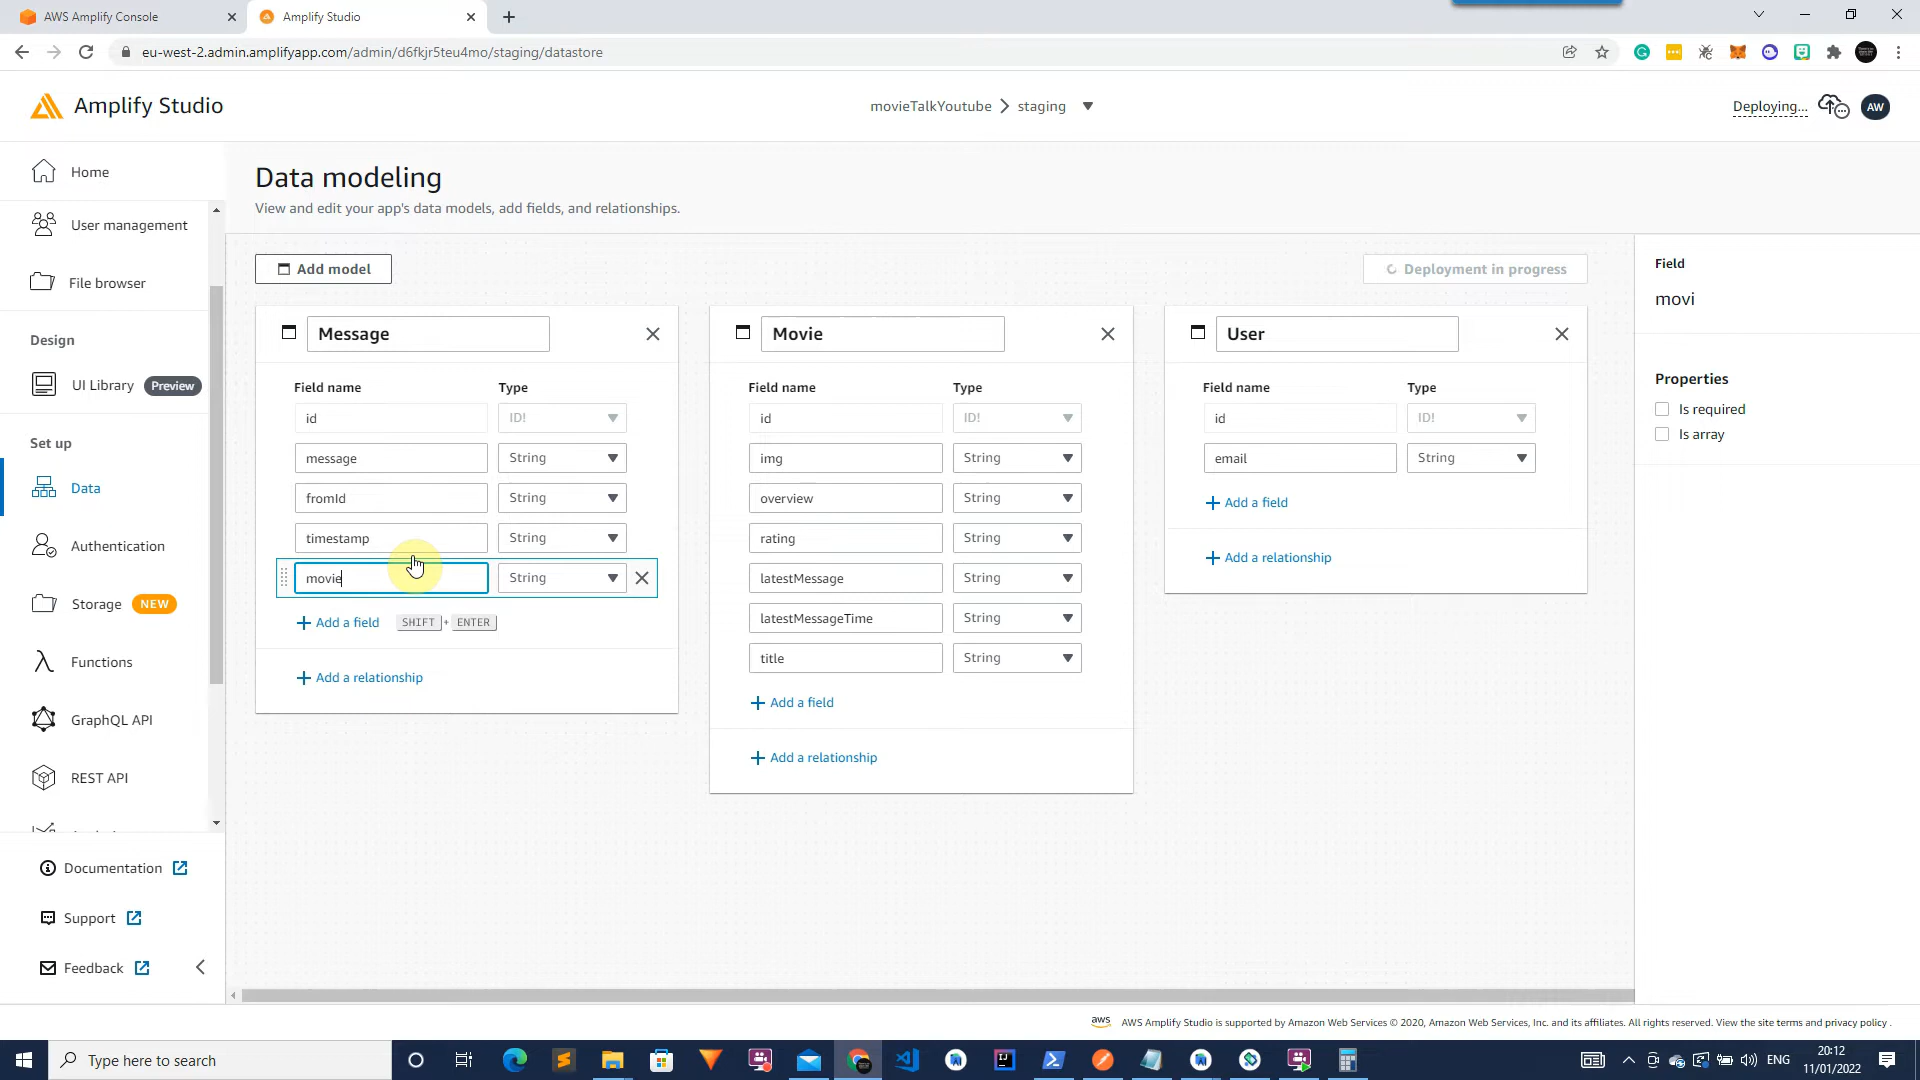 AWS Amplify Console
Amplify Studio
eu-west-2.admin.amplifyapp.com/admin/d6fkjr5teu4mo/staging/datastore
Amplify Studio
movieTalkYoutube
staging
Deploying...
AW
Home
User management
File browser
Design
UI Library
Preview
Set up
Data
Authentication
Storage
NEW
Functions
GraphQL API
REST API
Documentation
Support
Feedback
Data modeling
View and edit your app's data models, add fields, and relationships.
Add model
Deployment in progress
Message
Field name
Type
id
ID!
message
String
fromId
String
timestamp
String
movie
String
Add a field
SHIFT + ENTER
Add a relationship
Movie
Field name
Type
id
ID!
img
String
overview
String
rating
String
latestMessage
String
latestMessageTime
String
title
String
Add a field
Add a relationship
User
Field name
Type
id
ID!
email
String
Add a field
Add a relationship
Field
movi
Properties
Is required
Is array
aws
AWS Amplify Studio is supported by Amazon Web Services © 2020, Amazon Web Services, Inc. and its affiliates. All rights reserved. View the site terms and privacy policy .
Type here to search
ENG
20:12
11/01/2022